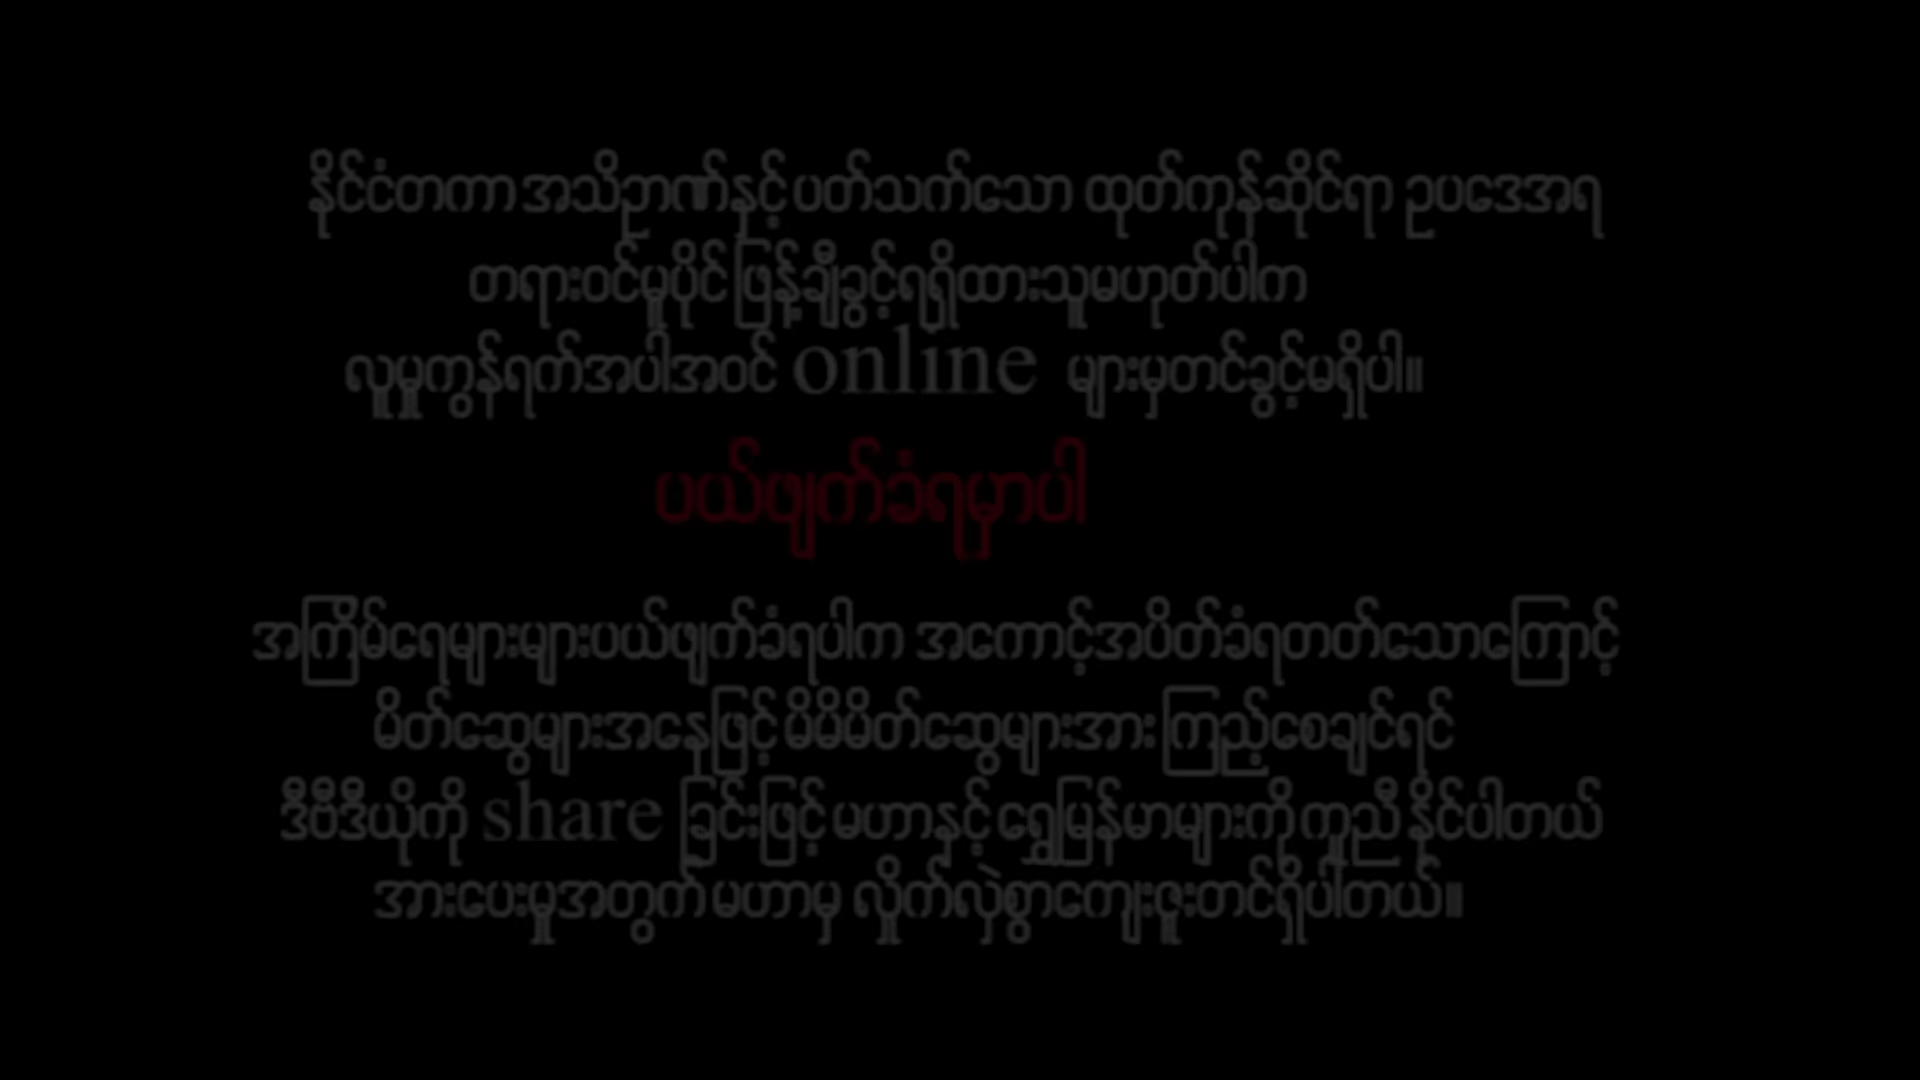 နိုင်ငံတကာ အသိဉာဏ်နှင့် ပတ်သက်သော ထုတ်ကုန်ဆိုင်ရာ ဥပဒေအရ
တရားဝင်မူပိုင် ဖြန့်ချီခွင့်ရရှိထားသူမဟုတ်ပါက
လူမှုကွန်ရက်အပါအဝင် online များမှတင်ခွင့်မရှိပါ။
ပယ်ဖျက်ခံရမှာပါ
အကြိမ်ရေများများပယ်ဖျက်ခံရပါက အကောင့်အပိတ်ခံရတတ်သောကြောင့်
မိတ်ဆွေများအနေဖြင့် မိမိမိတ်ဆွေများအား ကြည့်စေချင်ရင်
ဒီဗီဒီယိုကို share ခြင်းဖြင့် မဟာနှင့် ရွှေမြန်မာများကို ကူညီ နိုင်ပါတယ်
အားပေးမှုအတွက် မဟာမှ လှိုက်လှဲစွာကျေးဇူးတင်ရှိပါတယ်။